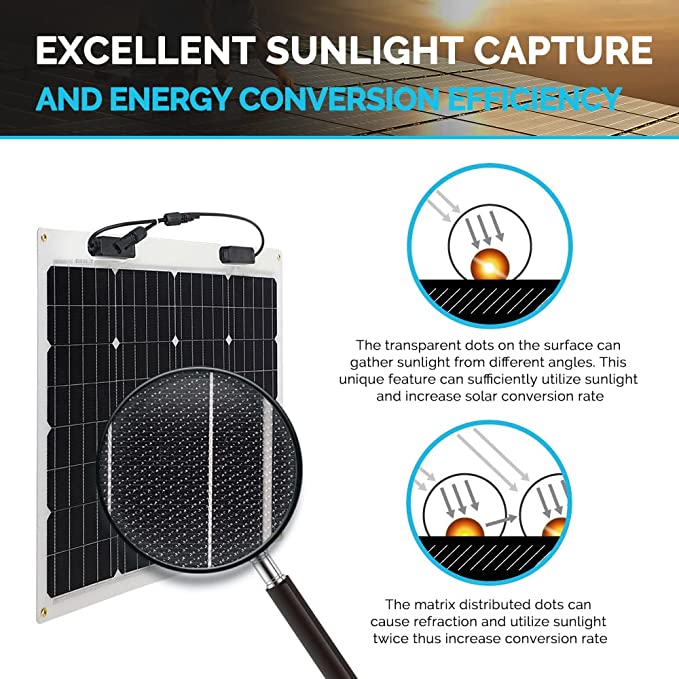 EXCELLENT SUNLIGHT CAPTURE
AND ENERGY CONVERSION EFFICIENCY
The transparent dots on the surface can
gather sunlight from different angles. This
unique feature can sufficiently utilize sunlight
and increase solar conversion rate
The matrix distributed dots can
cause refraction and utilize sunlight
twice thus increase conversion rate